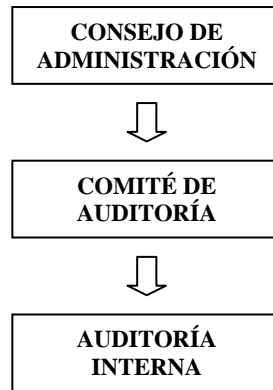 CONSEJO DE
ADMINISTRACIÓN
COMITÉ DE
AUDITORÍA
AUDITORÍA
INTERNA